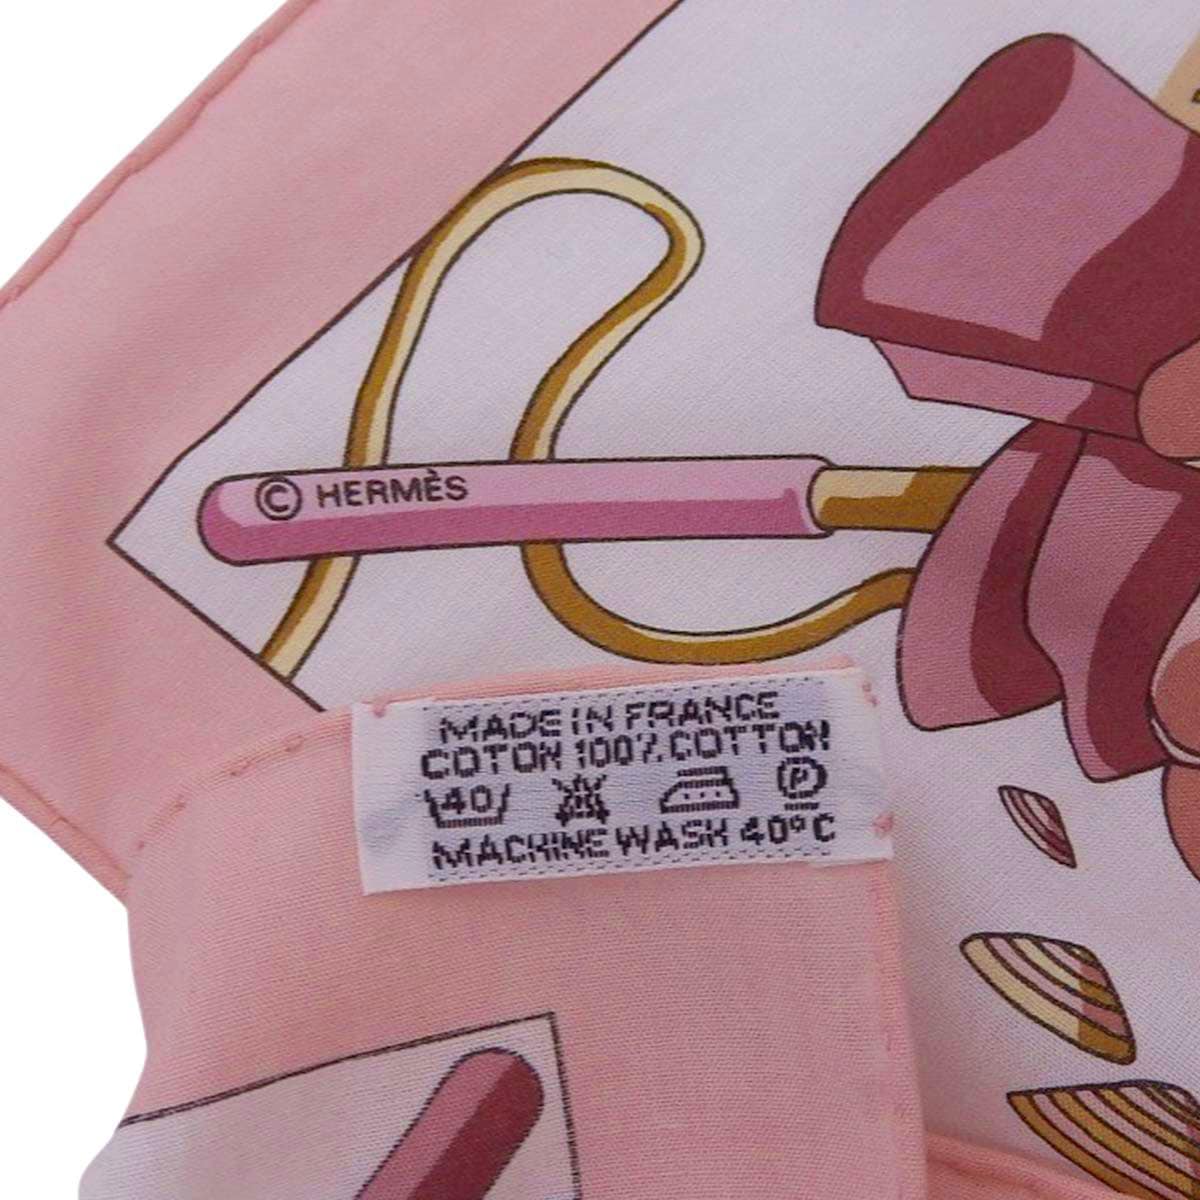 © HERMÈS
MADE IN FRANCE
COTON 100% COTTON
40 P
MACHINE WASH 40°C